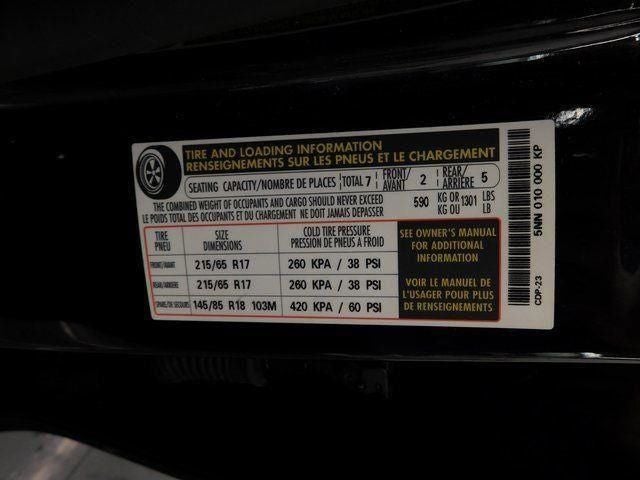 TIRE AND LOADING INFORMATION
RENSEIGNEMENTS SUR LES PNEUS ET LE CHARGEMENT
SEATING CAPACITY/NOMBRE DE PLACES TOTAL 7 FRONT/AVANT 2 REAR/ARRIÈRE 5
THE COMBINED WEIGHT OF OCCUPANTS AND CARGO SHOULD NEVER EXCEED 590 KG OR 1301 LBS
LE POIDS TOTAL DES OCCUPANTS ET DU CHARGEMENT NE DOIT JAMAIS DEPASSER KG OU LB
TIRE PNEU SIZE DIMENSIONS COLD TIRE PRESSURE PRESSION DE PNEUS A FROID
FRONT/AVANT 215/65 R17 260 KPA / 38 PSI
REAR/ARRIERE 215/65 R17 260 KPA / 38 PSI
SPARE/DE SECOURS 145/85 R18 103M 420 KPA / 60 PSI
SEE OWNER'S MANUAL
FOR ADDITIONAL
INFORMATION
VOIR LE MANUEL DE
L'USAGER POUR PLUS
DE RENSEIGNEMENTS
5NN 010 000 KP
CDP-23